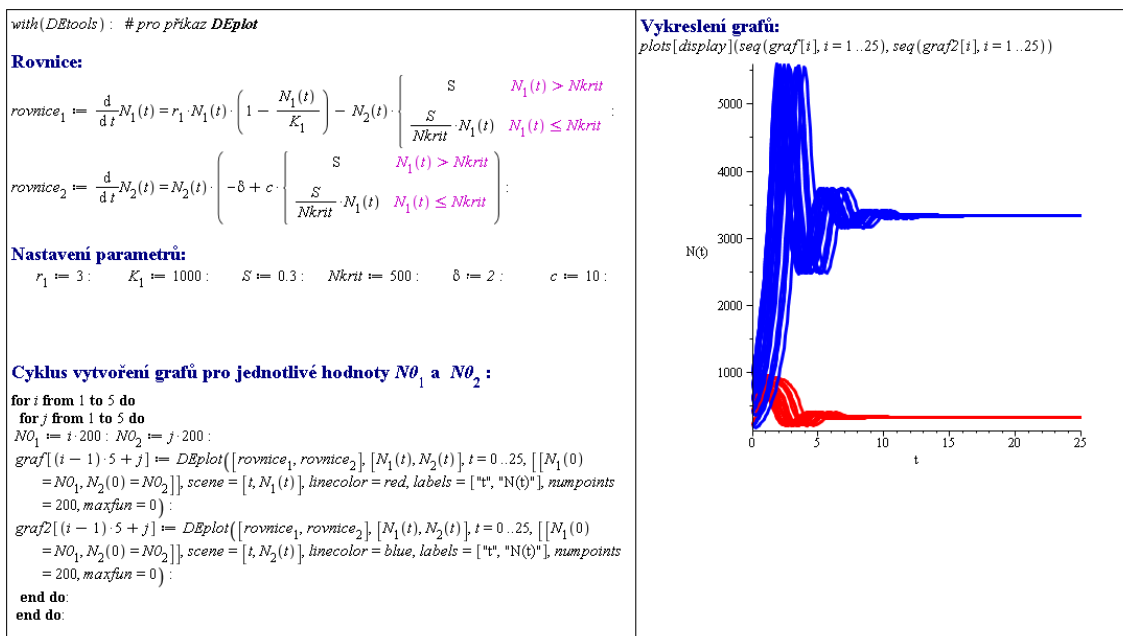 with(DEtools) : # pro příkaz DEplot
Rovnice:
rovnice₁ := d/dt N₁(t) = r₁·N₁(t)·(1 − N₁(t)/K₁) − N₂(t)·{ S N₁(t) > Nkrit
S/Nkrit·N₁(t) N₁(t) ≤ Nkrit :
rovnice₂ := d/dt N₂(t) = N₂(t)·(−δ + c·{ S N₁(t) > Nkrit
S/Nkrit·N₁(t) N₁(t) ≤ Nkrit ) :
Nastavení parametrů:
r₁ := 3 : K₁ := 1000 : S := 0.3 : Nkrit := 500 : δ := 2 : c := 10 :
Cyklus vytvoření grafů pro jednotlivé hodnoty N0₁ a N0₂ :
for i from 1 to 5 do
for j from 1 to 5 do
N0₁ := i·200 : N0₂ := j·200 :
graf[(i − 1)·5 + j] := DEplot([rovnice₁, rovnice₂], [N₁(t), N₂(t)], t = 0 ..25, [[N₁(0)
= N0₁, N₂(0) = N0₂]], scene = [t, N₁(t)], linecolor = red, labels = ["t", "N(t)"], numpoints
= 200, maxfun = 0) :
graf2[(i − 1)·5 + j] := DEplot([rovnice₁, rovnice₂], [N₁(t), N₂(t)], t = 0 ..25, [[N₁(0)
= N0₁, N₂(0) = N0₂]], scene = [t, N₂(t)], linecolor = blue, labels = ["t", "N(t)"], numpoints
= 200, maxfun = 0) :
end do:
end do:
Vykreslení grafů:
plots[display](seq(graf[i], i = 1 ..25), seq(graf2[i], i = 1 ..25))
5000
4000
3000
N(t)
2000
1000
0 5 10 15 20 25
t